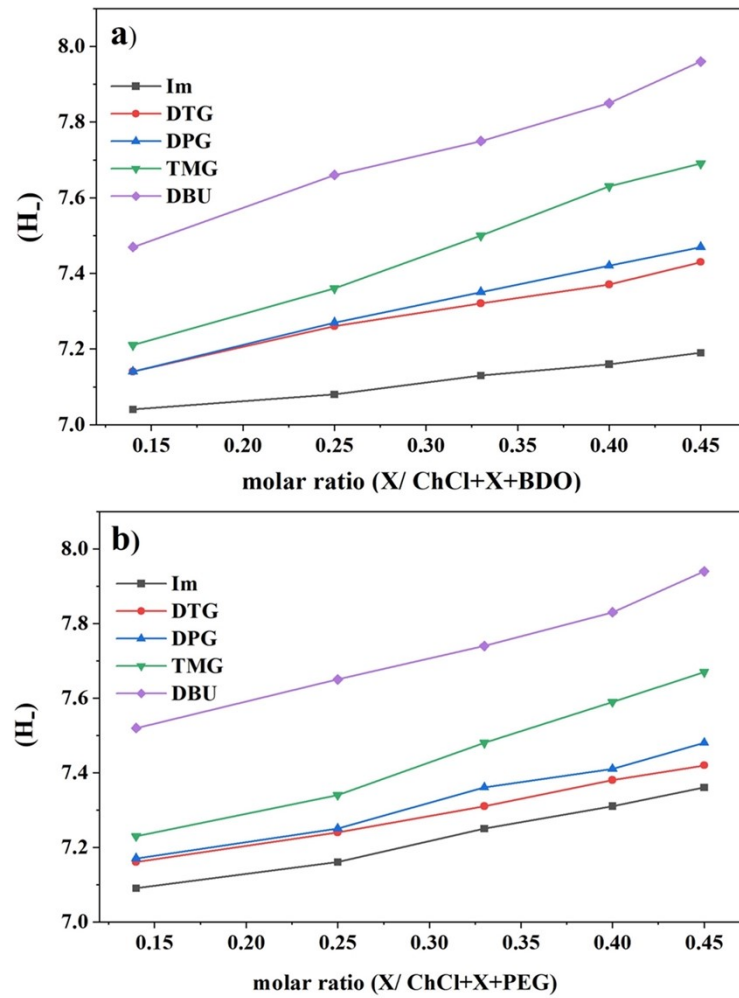 a)
Im
DTG
DPG
TMG
DBU
(H-)
8.0
7.8
7.6
7.4
7.2
7.0
0.15 0.20 0.25 0.30 0.35 0.40 0.45
molar ratio (X/ ChCl+X+BDO)
b)
Im
DTG
DPG
TMG
DBU
(H-)
8.0
7.8
7.6
7.4
7.2
7.0
0.15 0.20 0.25 0.30 0.35 0.40 0.45
molar ratio (X/ ChCl+X+PEG)